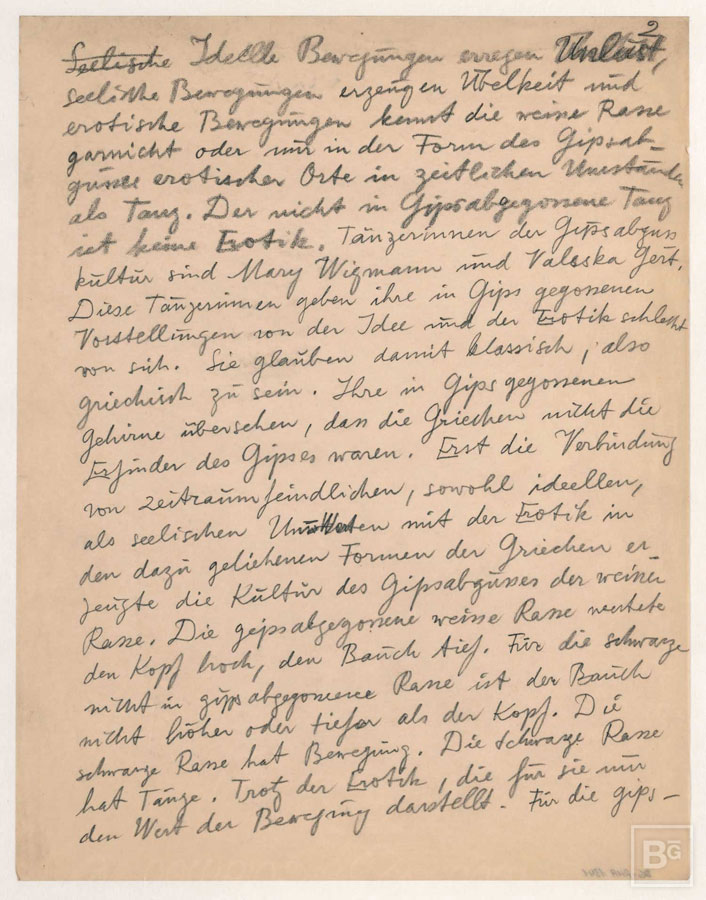 2
Seelische Ideelle Bewegungen erregen Unlust,
seelische Bewegungen erzeugen Übelkeit und
erotische Bewegungen kennt die weisse Rasse
garnicht oder nur in der Form des Gipsab-
gusses erotischer Orte in zeitlichen Umständen
als Tanz. Der nicht in Gips abgegossene Tanz
ist keine Erotik. Tänzerinnen der Gipsabguss
kultur sind Mary Wigmann und Valeska Gert.
Diese Tänzerinnen geben ihre in Gips gegossenen
Vorstellungen von der Idee und der Erotik schlecht
von sich. Sie glauben damit klassisch, also
griechisch zu sein. Ihre in Gips gegossenen
Gehirne übersehen, dass die Griechen nicht die
Erfinder des Gipses waren. Erst die Verbindung
von zeitraumfeindlichen, sowohl ideellen,
als seelischen mit der Erotik in
den dazu geliehenen Formen der Griechen er-
zeugte die Kultur des Gipsabgusses der weissen
Rasse. Die gipsabgegossene weisse Rasse wertete
den Kopf hoch, den Bauch tief. Für die schwarze
nicht in gipsabgegossene Rasse ist der Bauch
nicht höher oder tiefer als der Kopf. Die
schwarze Rasse hat Bewegung. Die schwarze Rasse
hat Tänze. Trotz der Erotik, die für sie nur
den Wert der Bewegung darstellt. Für die gips-
BG